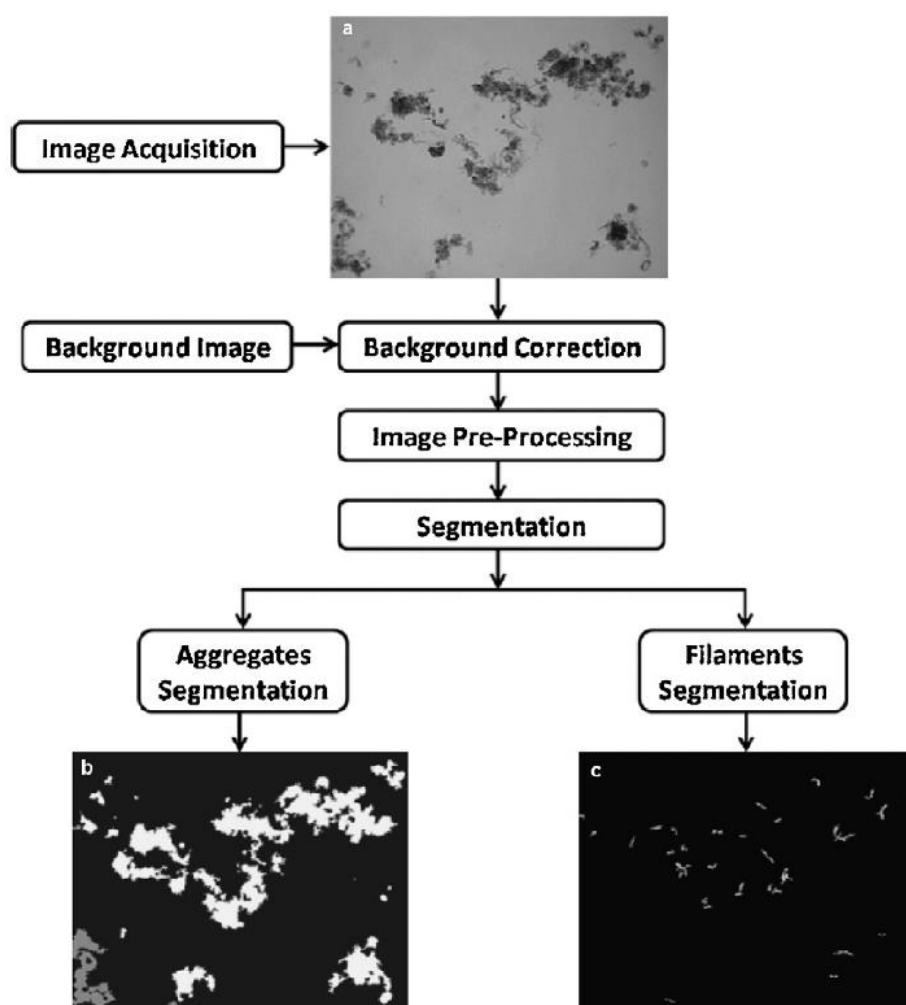 a
Image Acquisition
Background Image
Background Correction
Image Pre-Processing
Segmentation
Aggregates
Segmentation
Filaments
Segmentation
b
c